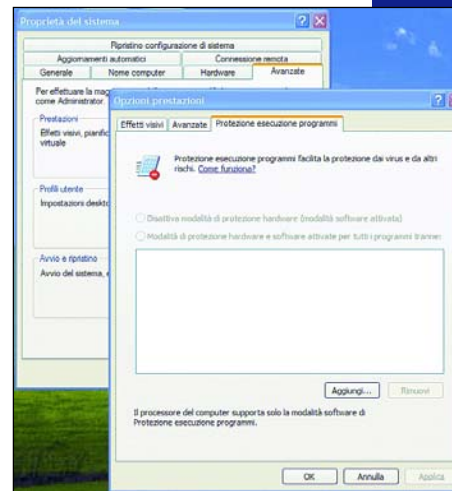 Proprietà del sistema
Ripristino configurazione di sistema
Aggiornamenti automatici
Connessione remota
Generale
Nome computer
Hardware
Avanzate
Per effettuare la
come Administrator.
Prestazioni
Effetti visivi,
virtuale
Profili utente
Impostazioni
Avvio e ripristino
Avvio del sistema,
Opzioni prestazioni
Effetti visivi
Avanzate
Protezione esecuzione programmi
Protezione esecuzione programmi facilita la protezione dai virus e da altri
rischi. Come funziona?
Disattiva modalità di protezione hardware (modalità software attivata)
Modalità di protezione hardware e software attivate per tutti i programmi tranne:
Aggiungi...
Rimuovi
Il processore del computer supporta solo la modalità software di
Protezione esecuzione programmi.
OK
Annulla
Applica